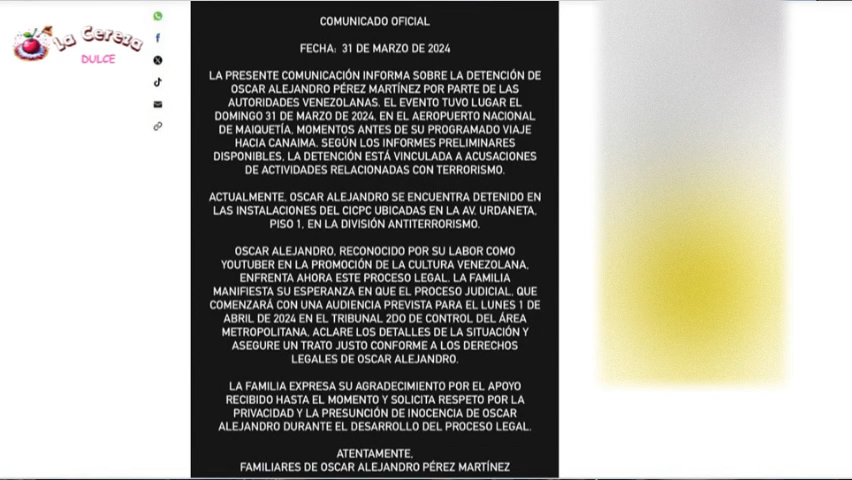 La Cereza
DULCE
COMUNICADO OFICIAL
FECHA: 31 DE MARZO DE 2024
LA PRESENTE COMUNICACIÓN INFORMA SOBRE LA DETENCIÓN DE
OSCAR ALEJANDRO PÉREZ MARTÍNEZ POR PARTE DE LAS
AUTORIDADES VENEZOLANAS. EL EVENTO TUVO LUGAR EL
DOMINGO 31 DE MARZO DE 2024, EN EL AEROPUERTO NACIONAL
DE MAIQUETÍA, MOMENTOS ANTES DE SU PROGRAMADO VIAJE
HACIA CANAIMA. SEGÚN LOS INFORMES PRELIMINARES
DISPONIBLES, LA DETENCIÓN ESTÁ VINCULADA A ACUSACIONES
DE ACTIVIDADES RELACIONADAS CON TERRORISMO.
ACTUALMENTE, OSCAR ALEJANDRO SE ENCUENTRA DETENIDO EN
LAS INSTALACIONES DEL CICPC UBICADAS EN LA AV. URDANETA,
PISO 1, EN LA DIVISIÓN ANTITERRORISMO.
OSCAR ALEJANDRO, RECONOCIDO POR SU LABOR COMO
YOUTUBER EN LA PROMOCIÓN DE LA CULTURA VENEZOLANA,
ENFRENTA AHORA ESTE PROCESO LEGAL. LA FAMILIA
MANIFIESTA SU ESPERANZA EN QUE EL PROCESO JUDICIAL, QUE
COMENZARÁ CON UNA AUDIENCIA PREVISTA PARA EL LUNES 1 DE
ABRIL DE 2024 EN EL TRIBUNAL 2DO DE CONTROL DEL ÁREA
METROPOLITANA, ACLARE LOS DETALLES DE LA SITUACIÓN Y
ASEGURE UN TRATO JUSTO CONFORME A LOS DERECHOS
LEGALES DE OSCAR ALEJANDRO.
LA FAMILIA EXPRESA SU AGRADECIMIENTO POR EL APOYO
RECIBIDO HASTA EL MOMENTO Y SOLICITA RESPETO POR LA
PRIVACIDAD Y LA PRESUNCIÓN DE INOCENCIA DE OSCAR
ALEJANDRO DURANTE EL DESARROLLO DEL PROCESO LEGAL.
ATENTAMENTE,
FAMILIARES DE OSCAR ALEJANDRO PÉREZ MARTÍNEZ